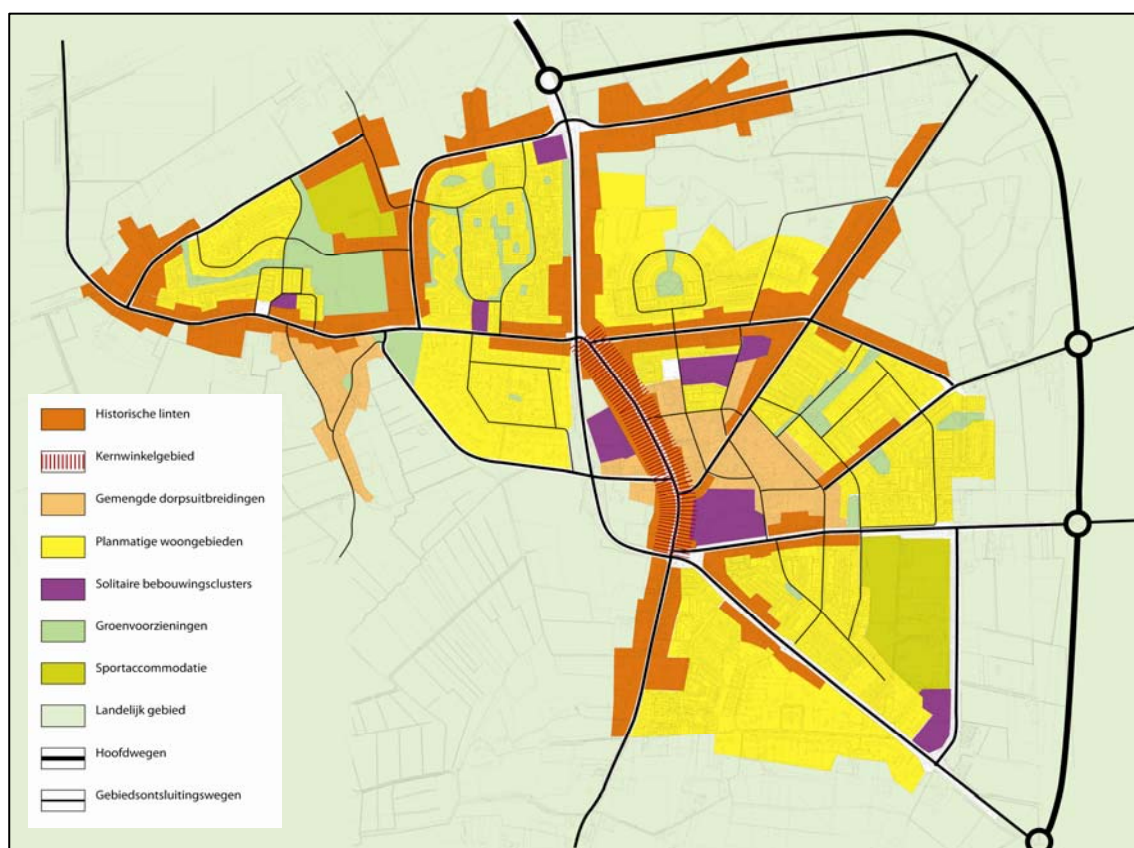 Historische linten
Kernwinkelgebied
Gemengde dorpsuitbreidingen
Planmatige woongebieden
Solitaire bebouwingsclusters
Groenvoorzieningen
Sportaccommodatie
Landelijk gebied
Hoofdwegen
Gebiedsontsluitingswegen